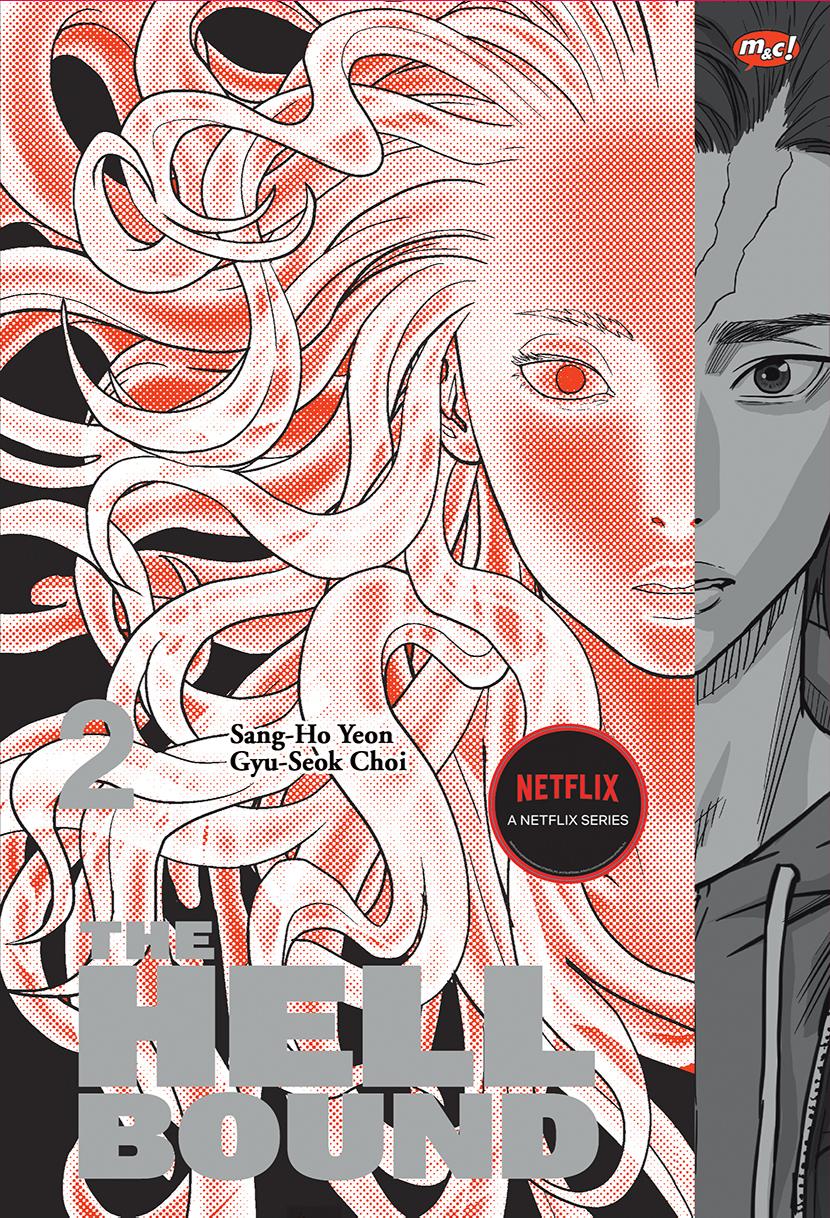 m&c!
2
Sang-Ho Yeon
Gyu-Seok Choi
NETFLIX
A NETFLIX SERIES
THE
HELL
BOUND